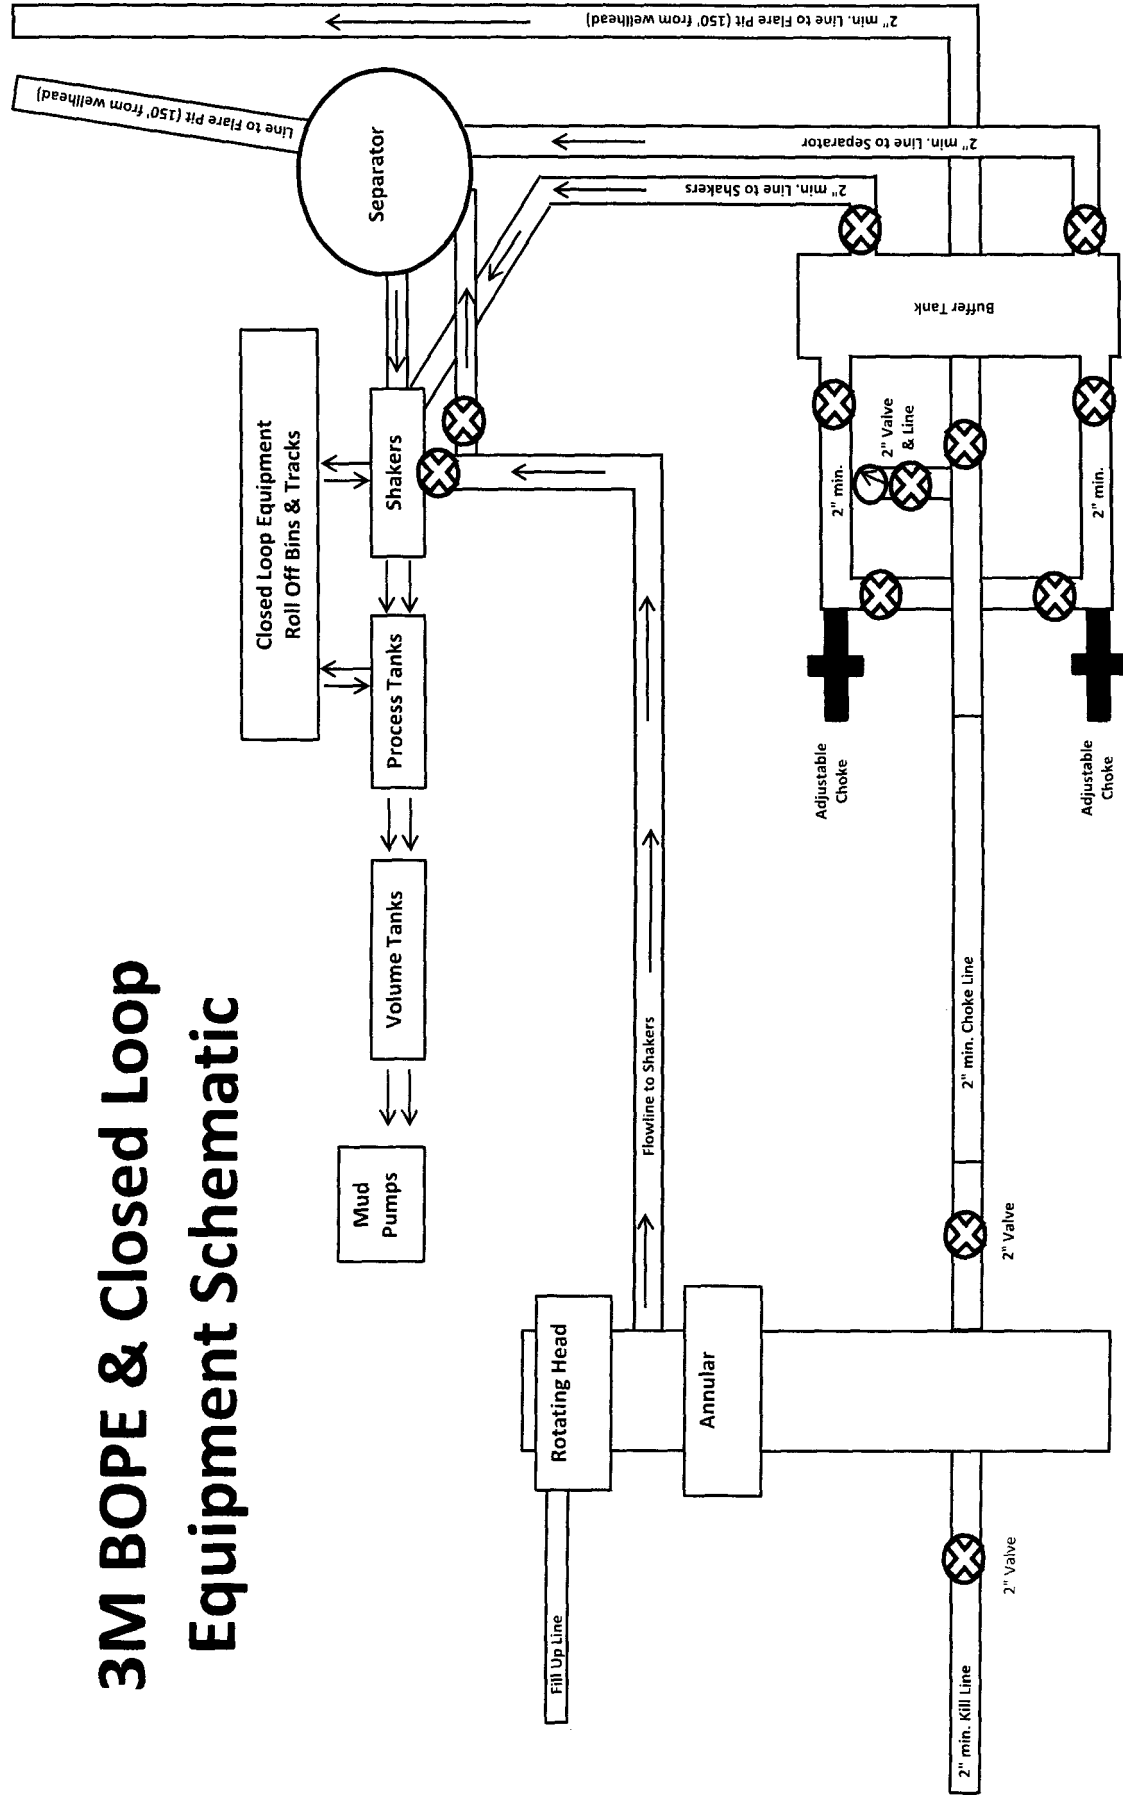 3M BOPE & Closed Loop
Equipment Schematic
Closed Loop Equipment
Roll Off Bins & Tracks
Mud
Pumps
Volume Tanks
Process Tanks
Shakers
Separator
Line to Flare Pit (150' from wellhead)
2" min. Line to Flare Pit (150' from wellhead)
Fill Up Line
Rotating Head
Flowline to Shakers
Annular
2" min. Line to Shakers
2" min. Line to Separator
Adjustable
Choke
2" min.
2" Valve
& Line
Buffer Tank
2" min. Kill Line
2" Valve
2" Valve
2" min. Choke Line
2" min.
Adjustable
Choke